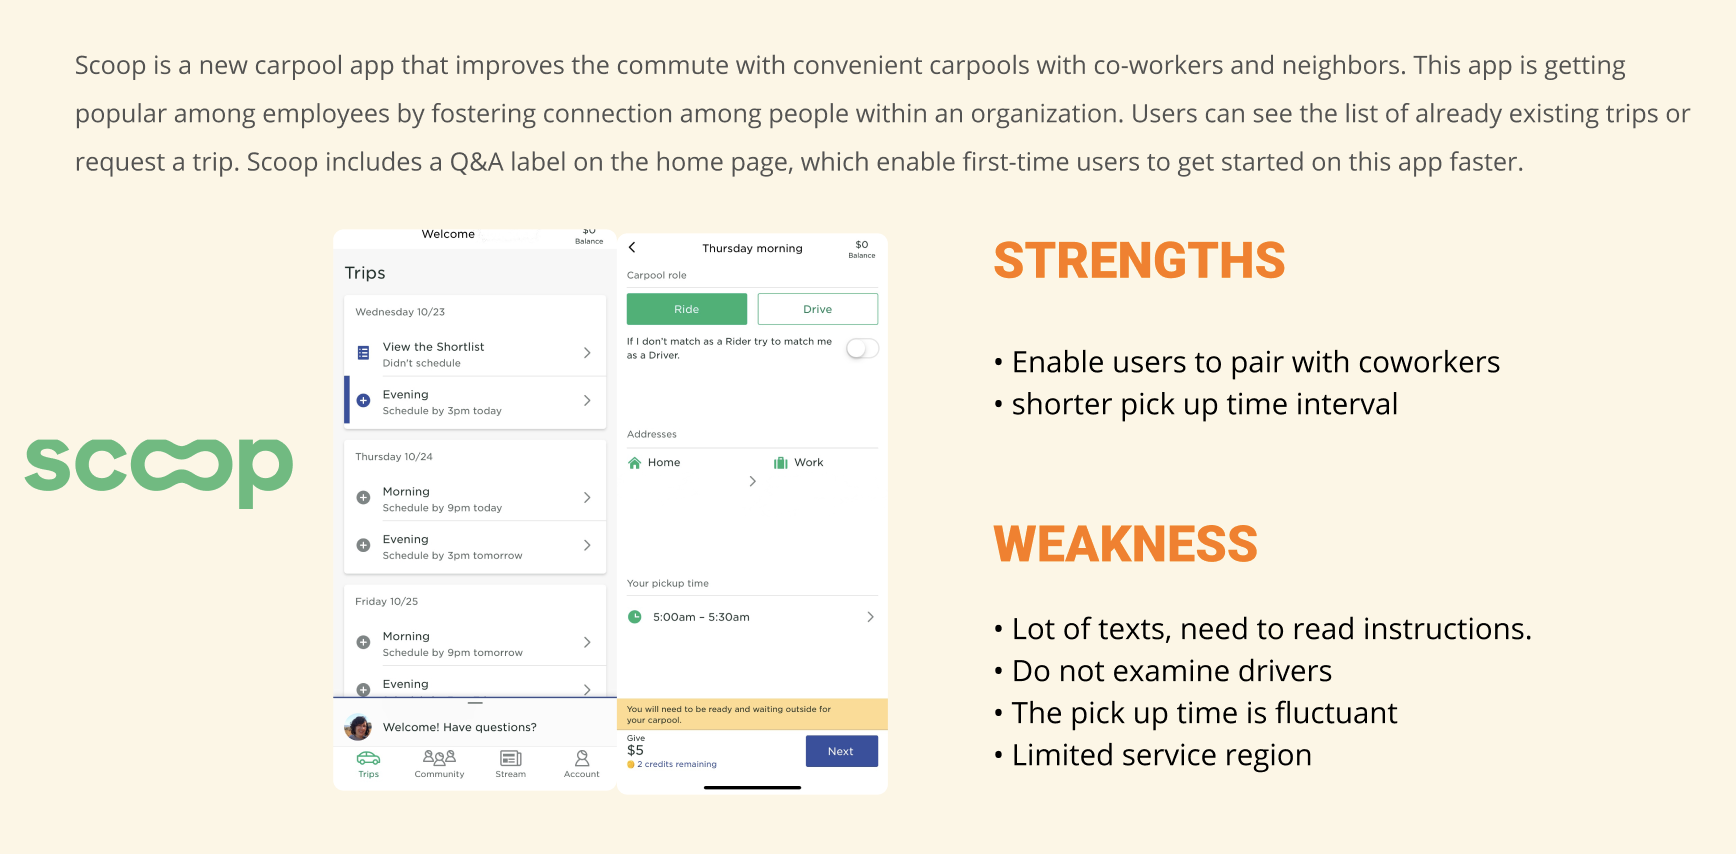 Scoop is a new carpool app that improves the commute with convenient carpools with co-workers and neighbors. This app is getting
popular among employees by fostering connection among people within an organization. Users can see the list of already existing trips or
request a trip. Scoop includes a Q&A label on the home page, which enable first-time users to get started on this app faster.
scoop
Welcome
$0
Balance
Trips
Wednesday 10/23
View the Shortlist
Didn't schedule
Evening
Schedule by 3pm today
Thursday 10/24
Morning
Schedule by 9pm today
Evening
Schedule by 3pm tomorrow
Friday 10/25
Morning
Schedule by 9pm tomorrow
Evening
Welcome! Have questions?
Trips
Community
Stream
Account
Thursday morning
$0
Balance
Carpool role
Ride
Drive
If I don't match as a Rider try to match me
as a Driver.
Addresses
Home
Work
Your pickup time
5:00am – 5:30am
You will need to be ready and waiting outside for
your carpool.
Give
$5
2 credits remaining
Next
STRENGTHS
• Enable users to pair with coworkers
• shorter pick up time interval
WEAKNESS
• Lot of texts, need to read instructions.
• Do not examine drivers
• The pick up time is fluctuant
• Limited service region